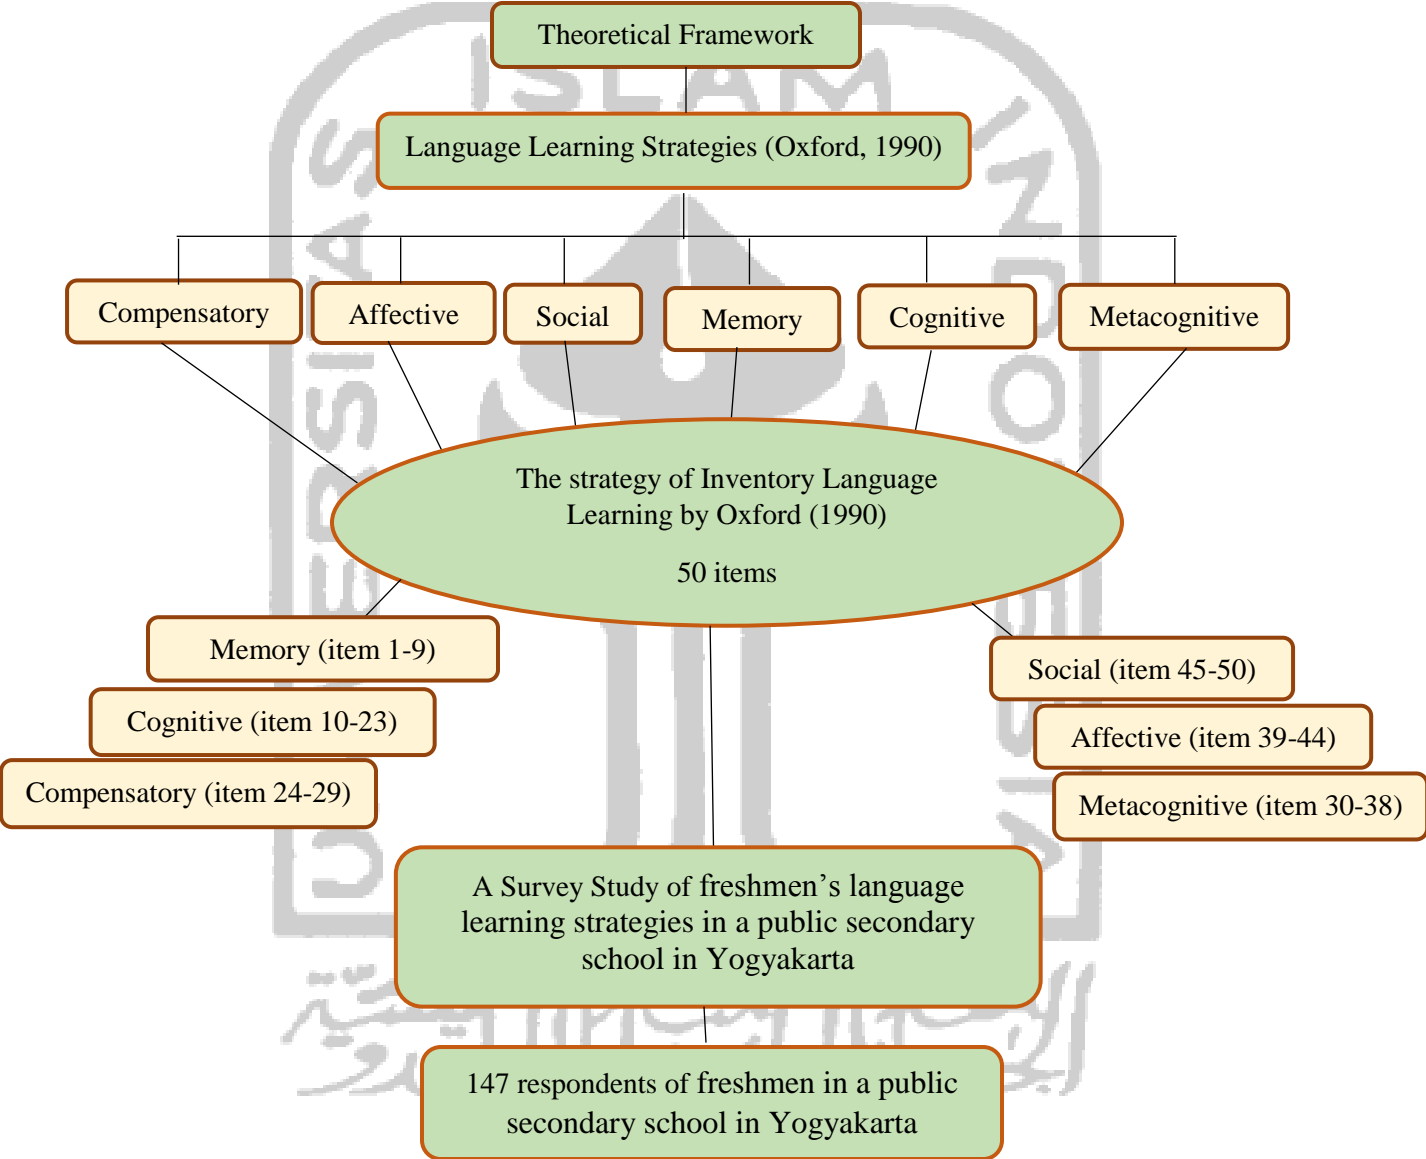 Theoretical Framework
Language Learning Strategies (Oxford, 1990)
Compensatory
Affective
Social
Memory
Cognitive
Metacognitive
The strategy of Inventory Language
Learning by Oxford (1990)
50 items
Memory (item 1-9)
Cognitive (item 10-23)
Compensatory (item 24-29)
Social (item 45-50)
Affective (item 39-44)
Metacognitive (item 30-38)
A Survey Study of freshmen’s language
learning strategies in a public secondary
school in Yogyakarta
147 respondents of freshmen in a public
secondary school in Yogyakarta
ISLAM